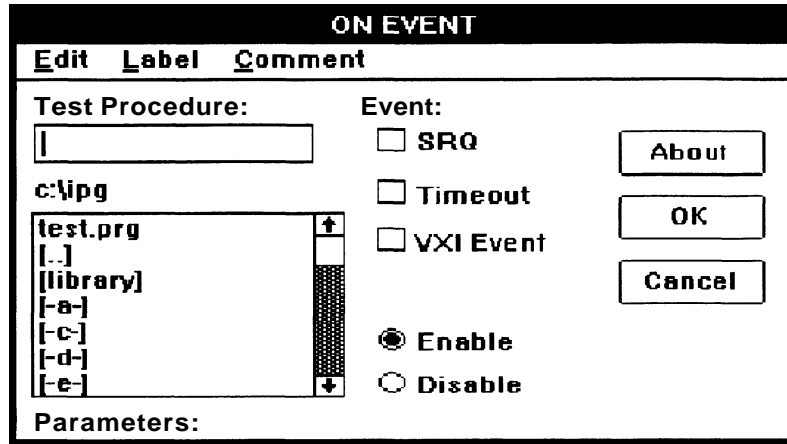 ON EVENT
Edit Label Comment
Test Procedure:
c:\ipg
test.prg
[..]
[library]
[-a-]
[-c-]
[-d-]
[-e-]
Parameters:
Event:
SRQ
Timeout
VXI Event
Enable
Disable
About
OK
Cancel